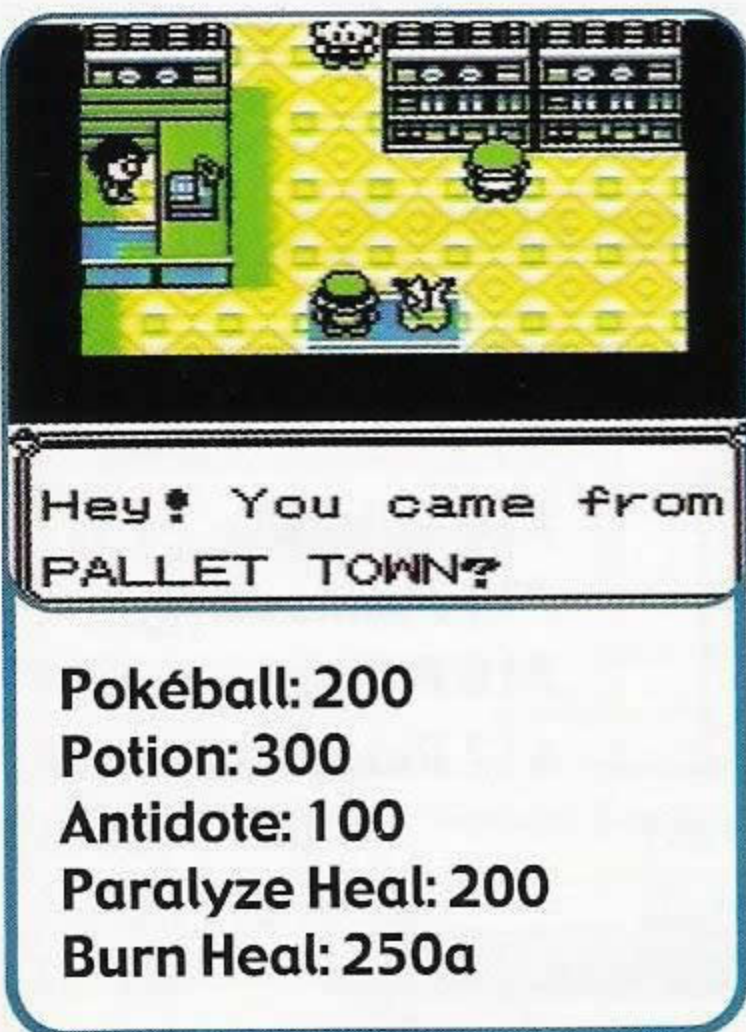 Hey! You came from
PALLET TOWN?
Pokéball: 200
Potion: 300
Antidote: 100
Paralyze Heal: 200
Burn Heal: 250a